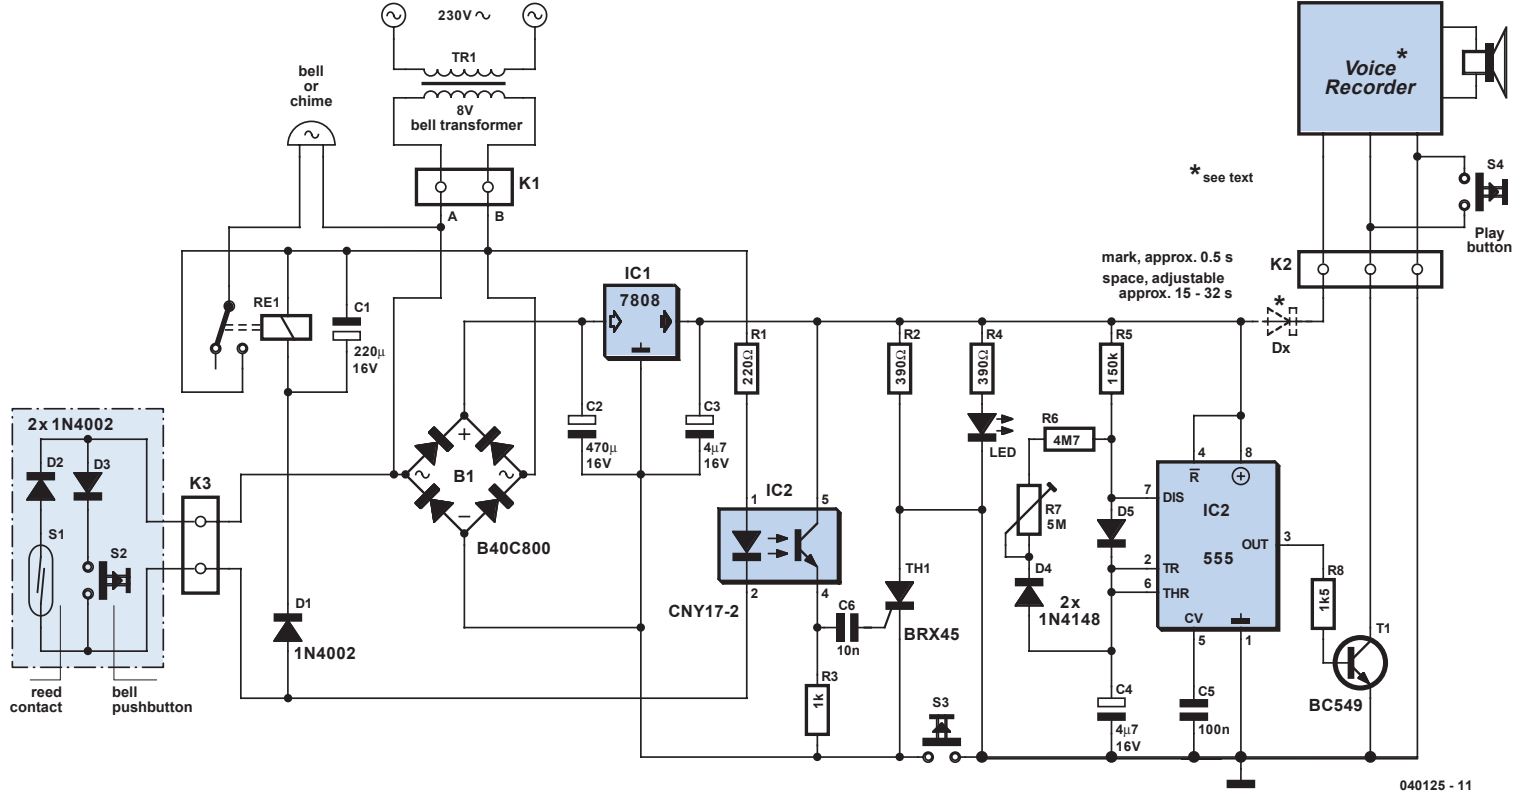 230V ~
TR1
bell
or
chime
~
8V
bell transformer
K1
A
B
Voice *
Recorder
* see text
S4
Play
button
K2
mark, approx. 0.5 s
space, adjustable
approx. 15 - 32 s
*
Dx
RE1
C1
220µ
16V
IC1
7808
R1
220Ω
R2
390Ω
R4
390Ω
R5
150k
C2
470µ
16V
C3
4µ7
16V
LED
R6
4M7
2x 1N4002
D2
D3
K3
S1
S2
+
~
B1
~
−
B40C800
IC2
1
5
2
4
CNY17-2
R7
5M
D5
D4
2x
1N4148
4
8
R
7
DIS
IC2
555
OUT
3
2
TR
6
THR
CV
5
1
R8
1k5
T1
BC549
TH1
BRX45
C6
10n
R3
1k
D1
1N4002
reed
contact
bell
pushbutton
S3
C4
4µ7
16V
C5
100n
040125 - 11